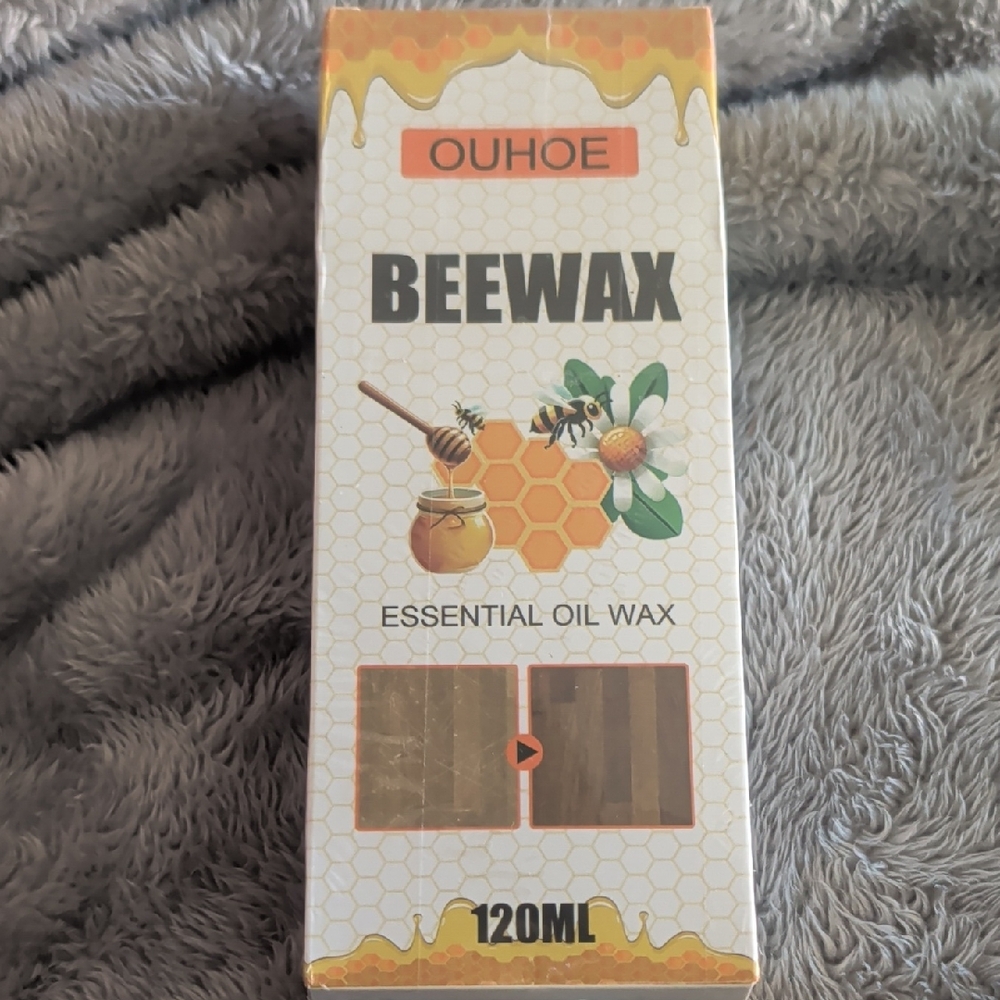 OUHOE
BEEWAX
ESSENTIAL OIL WAX
120ML